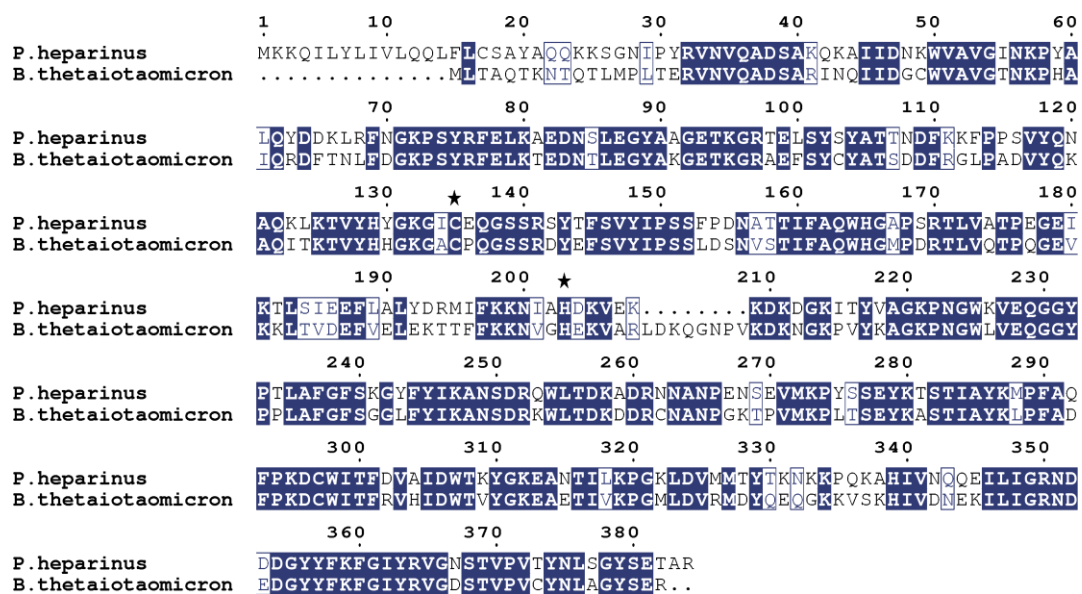 1 10 20 30 40 50 60
P.heparinus MKKQILYLIVLQQLFLCSAYAQQKKSGNIPYRVNVQADSAKQKAIIDNKWVAVGINKPYA
B.thetaiotaomicron ..............MLTAQTKNTQTLMPLTERVNVQADSARINQIIDGCWVAVGTNKPHA
70 80 90 100 110 120
P.heparinus LQYDDKLRFNGKPSYRFELKAEDNSLEGYAAGETKGRTELSYSYATTNDFKKFPPSVYQN
B.thetaiotaomicron IQRDFTNLFDGKPSYRFELKTEDNTLEGYAKGETKGRAEFSYCYATSDDFRGLPADVYQK
130 ★ 140 150 160 170 180
P.heparinus AQKLKTVYHYGKGICEQGSSRSYTFSVYIPSSFPDNATTIFAQWHGAPSRTLVATPEGEI
B.thetaiotaomicron AQITKTVYHHGKGACPQGSSRDYEFSVYIPSSLDSNVSTIFAQWHGMPDRTLVQTPQGEV
190 200 ★ 210 220 230
P.heparinus KTLSIEEFLALYDRMIFKKNIAHDKVEK........KDKDGKITYVAGKPNGWKVEQGGY
B.thetaiotaomicron KKLTVDEFVELEKTTFFKKNVGHEKVARLDKQGNPVKDKNGKPVYKAGKPNGWLVEQGGY
240 250 260 270 280 290
P.heparinus PTLAFGFSKGYFYIKANSDRQWLTDKADRNNANPENSEVMKPYSSEYKTSTIAYKMPFAQ
B.thetaiotaomicron PPLAFGFSGGLFYIKANSDRKWLTDKDDRCNANPGKTPVMKPLTSEYKASTIAYKLPFAD
300 310 320 330 340 350
P.heparinus FPKDCWITFDVAIDWTKYGKEANTILKPGKLDVMMTYTKNKKPQKAHIVNQQEILIGRND
B.thetaiotaomicron FPKDCWITFRVHIDWTVYGKEAETIVKPGMLDVRMDYQEQGKKVSKHIVDNEKILIGRND
360 370 380
P.heparinus DDGYYFKFGIYRVGNSTVPVTYNLSGYSETAR
B.thetaiotaomicron EDGYYFKFGIYRVGDSTVPVCYNLAGYSER..